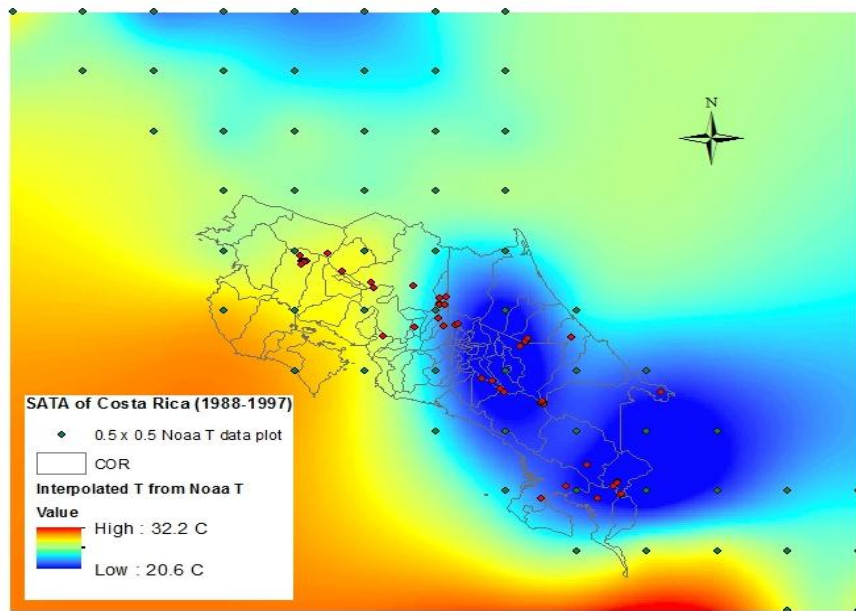 N
SATA of Costa Rica (1988-1997)
0.5 x 0.5 Noaa T data plot
COR
Interpolated T from Noaa T
Value
High : 32.2 C
Low : 20.6 C